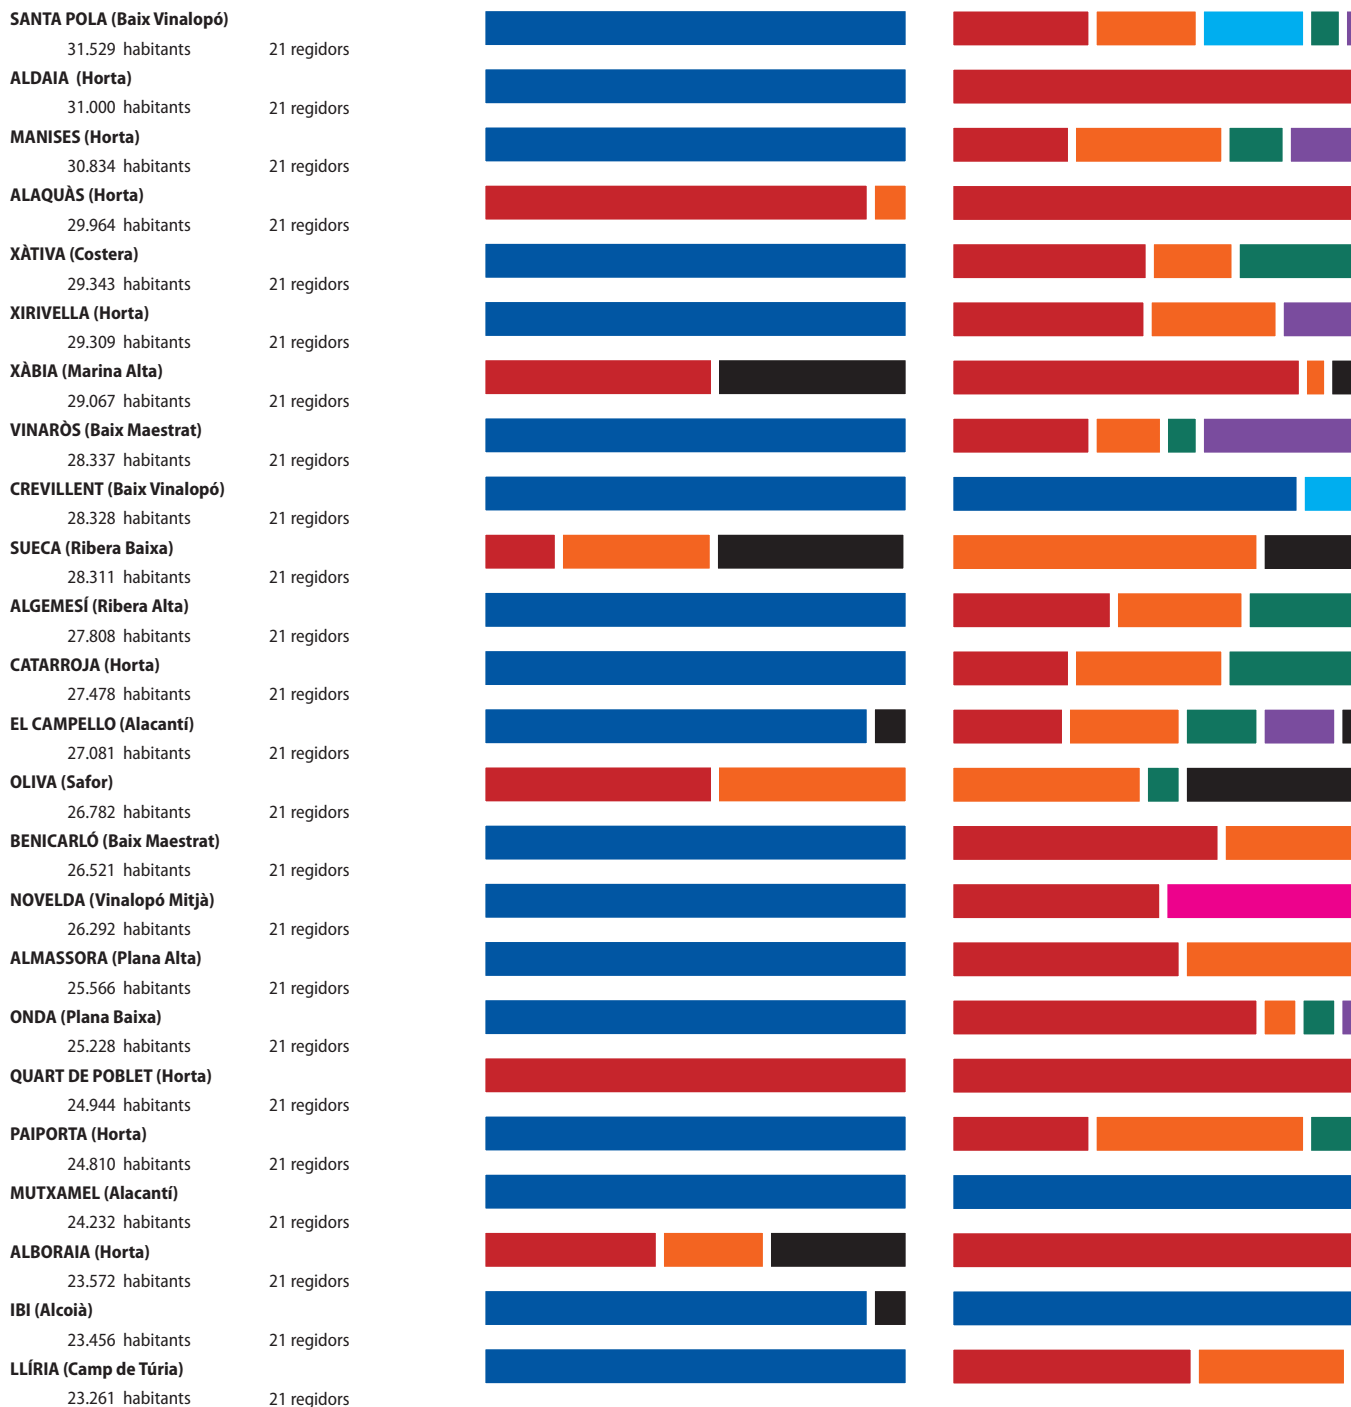 SANTA POLA (Baix Vinalopó)
31.529 habitants 21 regidors
ALDAIA (Horta)
31.000 habitants 21 regidors
MANISES (Horta)
30.834 habitants 21 regidors
ALAQUÀS (Horta)
29.964 habitants 21 regidors
XÀTIVA (Costera)
29.343 habitants 21 regidors
XIRIVELLA (Horta)
29.309 habitants 21 regidors
XÀBIA (Marina Alta)
29.067 habitants 21 regidors
VINARÒS (Baix Maestrat)
28.337 habitants 21 regidors
CREVILLENT (Baix Vinalopó)
28.328 habitants 21 regidors
SUECA (Ribera Baixa)
28.311 habitants 21 regidors
ALGEMESÍ (Ribera Alta)
27.808 habitants 21 regidors
CATARROJA (Horta)
27.478 habitants 21 regidors
EL CAMPELLO (Alacantí)
27.081 habitants 21 regidors
OLIVA (Safor)
26.782 habitants 21 regidors
BENICARLÓ (Baix Maestrat)
26.521 habitants 21 regidors
NOVELDA (Vinalopó Mitjà)
26.292 habitants 21 regidors
ALMASSORA (Plana Alta)
25.566 habitants 21 regidors
ONDA (Plana Baixa)
25.228 habitants 21 regidors
QUART DE POBLET (Horta)
24.944 habitants 21 regidors
PAIPORTA (Horta)
24.810 habitants 21 regidors
MUTXAMEL (Alacantí)
24.232 habitants 21 regidors
ALBORAIA (Horta)
23.572 habitants 21 regidors
IBI (Alcoià)
23.456 habitants 21 regidors
LLÍRIA (Camp de Túria)
23.261 habitants 21 regidors